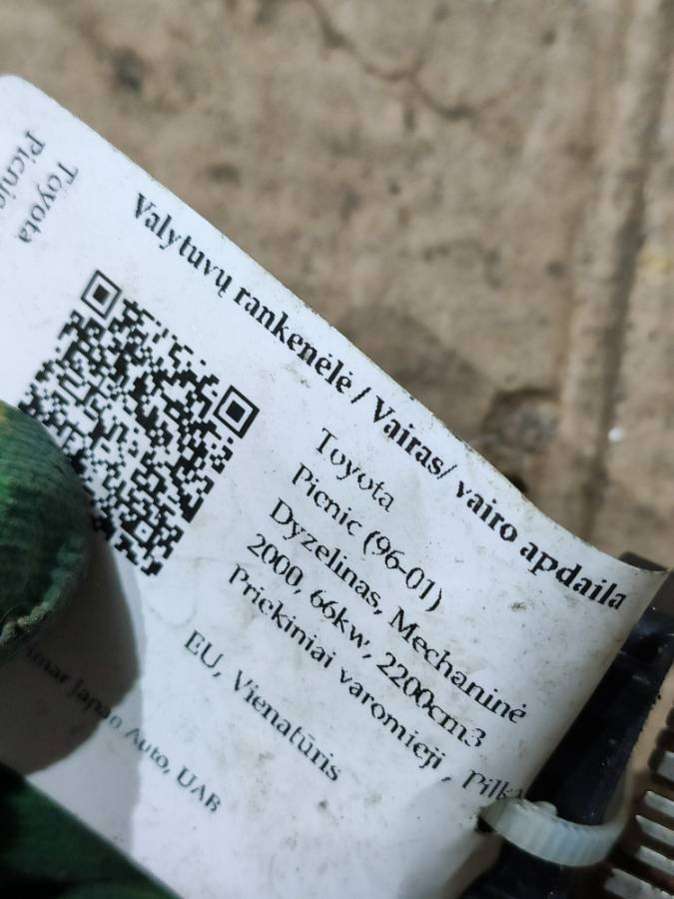 Toyota
Picnic
Valytuvų rankenėlė / Vairas/ vairo apdaila
Toyota
Picnic (96-01)
Dyzelinas, Mechaninė
2000, 66kw, 2200cm3
Priekiniai varomieji, Pilka
EU, Vienatūris
Japan Auto, UAB